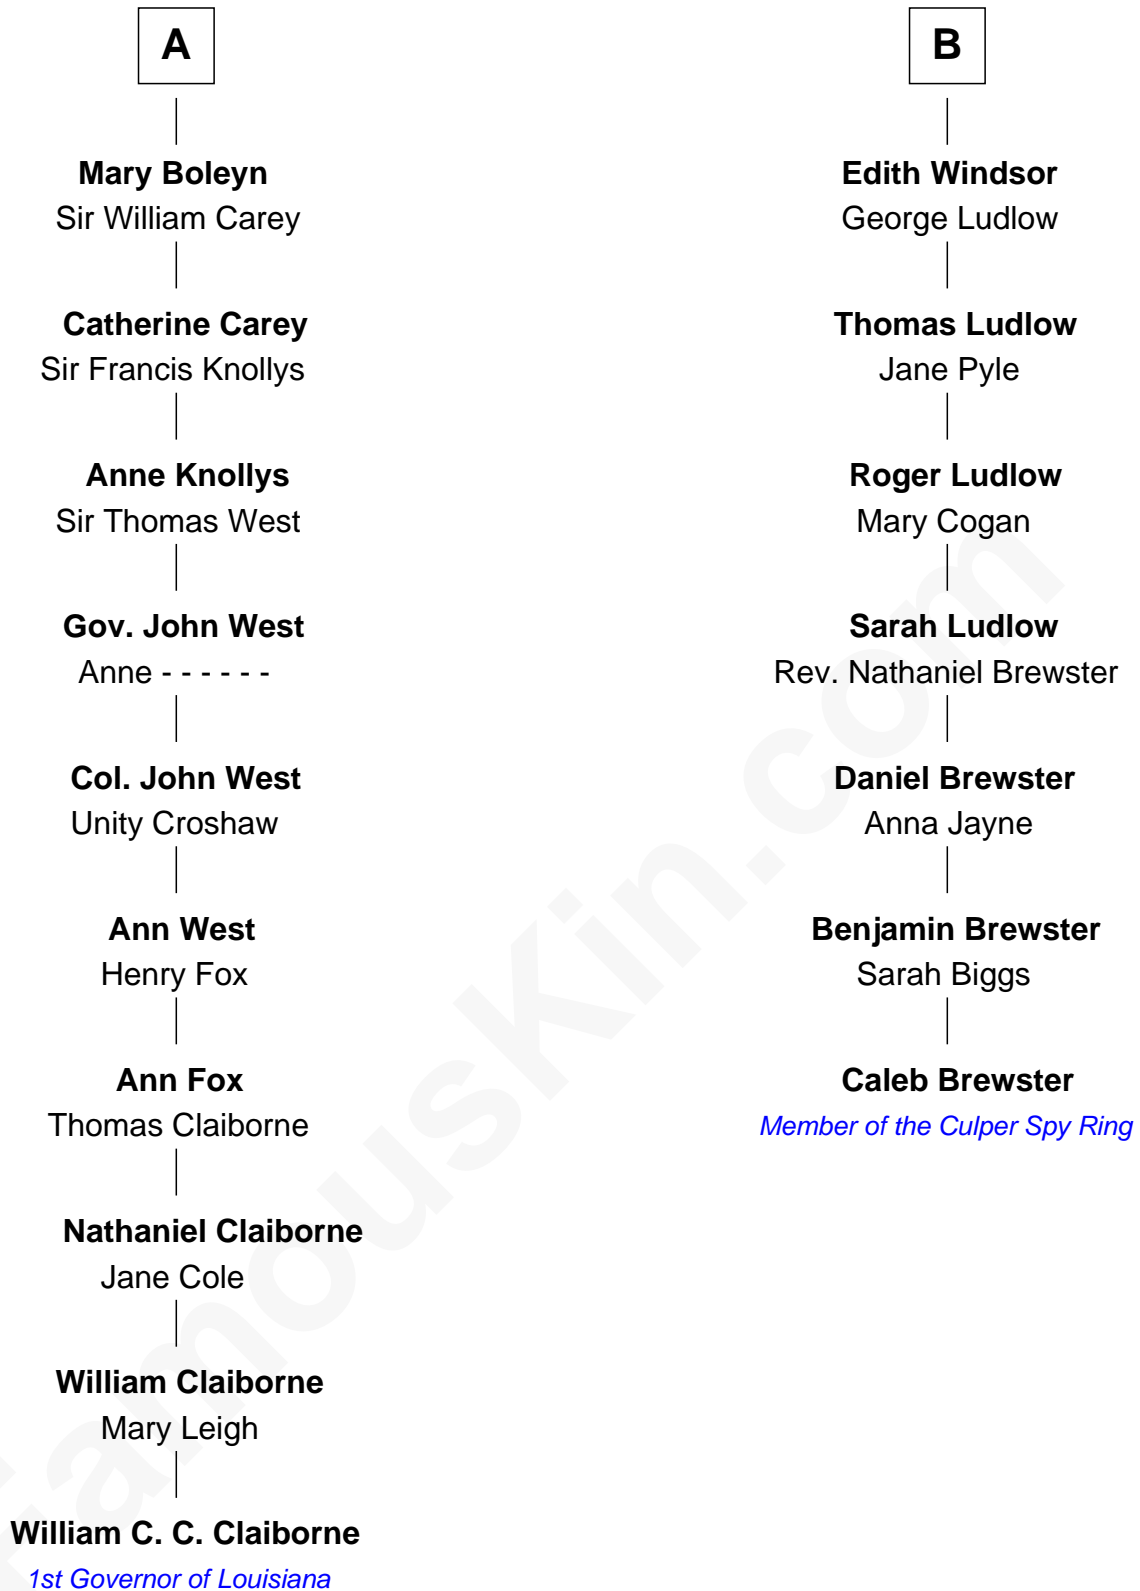 A
Mary Boleyn
Sir William Carey
Catherine Carey
Sir Francis Knollys
Anne Knollys
Sir Thomas West
Gov. John West
Anne - - - - - -
Col. John West
Unity Croshaw
Ann West
Henry Fox
Ann Fox
Thomas Claiborne
Nathaniel Claiborne
Jane Cole
William Claiborne
Mary Leigh
William C. C. Claiborne
1st Governor of Louisiana
B
Edith Windsor
George Ludlow
Thomas Ludlow
Jane Pyle
Roger Ludlow
Mary Cogan
Sarah Ludlow
Rev. Nathaniel Brewster
Daniel Brewster
Anna Jayne
Benjamin Brewster
Sarah Biggs
Caleb Brewster
Member of the Culper Spy Ring
FamousKin.com